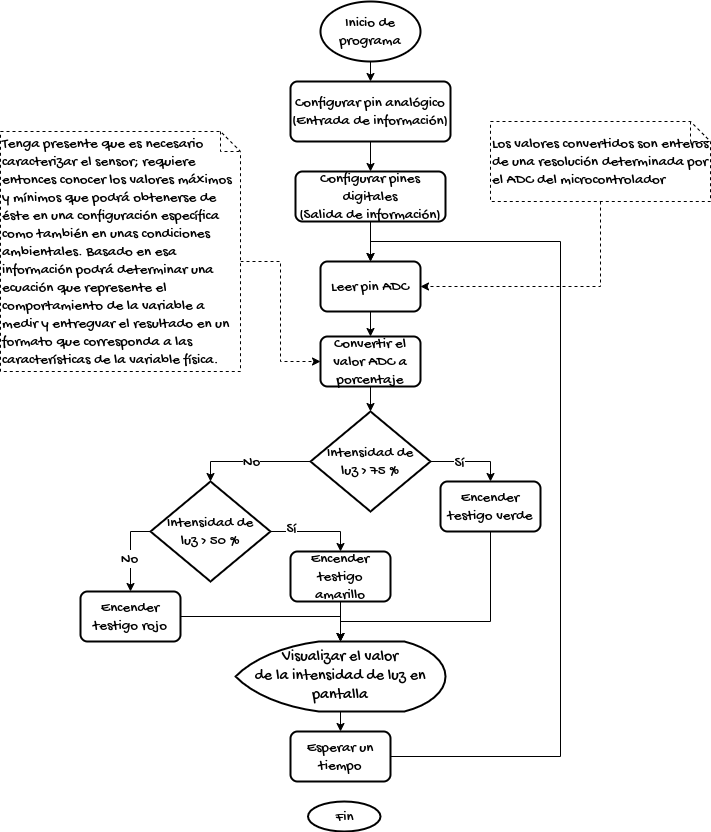 Inicio de
programa
Configurar pin analógico
(Entrada de información)
Tenga presente que es necesario
caracterizar el sensor; requiere
entonces conocer los valores máximos
y mínimos que podrá obtenerse de
éste en una configuración específica
como también en unas condiciones
ambientales. Basado en esa
información podrá determinar una
ecuación que represente el
comportamiento de la variable a
medir y entreguar el resultado en un
formato que corresponda a las
características de la variable física.
Los valores convertidos son enteros
de una resolución determinada por
el ADC del microcontrolador
Configurar pines
digitales
(Salida de información)
Leer pin ADC
Convertir el
valor ADC a
porcentaje
Intensidad de
luz > 75 %
No
Sí
Encender
testigo verde
Intensidad de
luz > 50 %
Sí
No
Encender
testigo
amarillo
Encender
testigo rojo
Visualizar el valor
de la intensidad de luz en
pantalla
Esperar un
tiempo
Fin